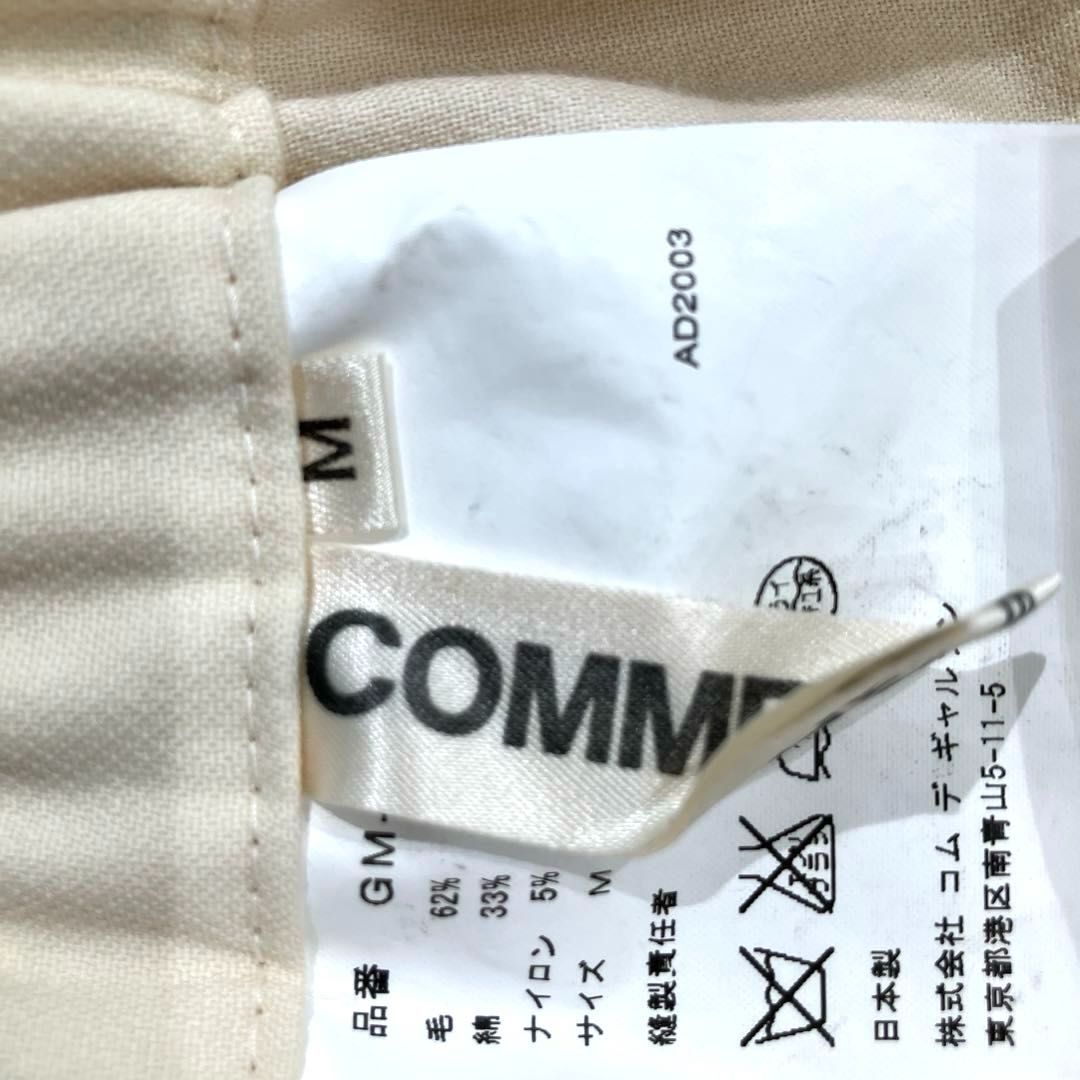 AD2003
M
COMM
品番 GM-
毛 62%
綿 33%
ナイロン 5%
サイズ M
縫製責任者
日本製
株式会社 コム デ ギャルソン
東京都港区南青山5-11-5